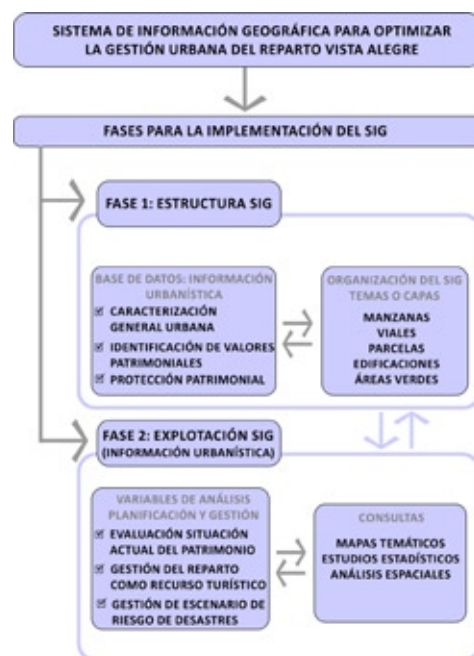 SISTEMA DE INFORMACIÓN GEOGRÁFICA PARA OPTIMIZAR
LA GESTIÓN URBANA DEL REPARTO VISTA ALEGRE
FASES PARA LA IMPLEMENTACIÓN DEL SIG
FASE 1: ESTRUCTURA SIG
BASE DE DATOS: INFORMACIÓN
URBANÍSTICA
CARACTERIZACIÓN
GENERAL URBANA
IDENTIFICACIÓN DE VALORES
PATRIMONIALES
PROTECCIÓN PATRIMONIAL
ORGANIZACIÓN DEL SIG
TEMAS O CAPAS
MANZANAS
VIALES
PARCELAS
EDIFICACIONES
ÁREAS VERDES
FASE 2: EXPLOTACIÓN SIG
(INFORMACIÓN URBANÍSTICA)
VARIABLES DE ANÁLISIS
PLANIFICACIÓN Y GESTIÓN
EVALUACIÓN SITUACIÓN
ACTUAL DEL PATRIMONIO
GESTIÓN DEL REPARTO
COMO RECURSO TURÍSTICO
GESTIÓN DE ESCENARIO DE
RIESGO DE DESASTRES
CONSULTAS
MAPAS TEMÁTICOS
ESTUDIOS ESTADÍSTICOS
ANÁLISIS ESPACIALES